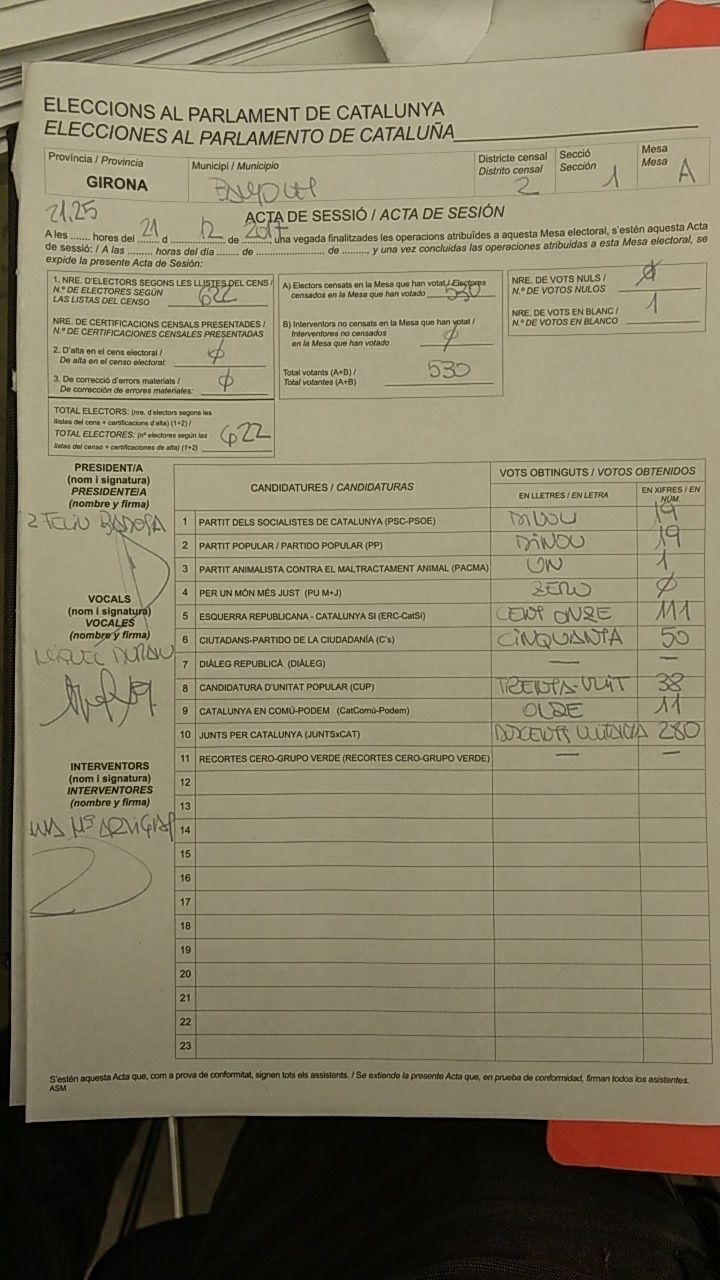 ELECCIONS AL PARLAMENT DE CATALUNYA
ELECCIONES AL PARLAMENTO DE CATALUÑA
Província / Provincia
GIRONA
Municipi / Municipio
Districte censal
Distrito censal
2
Secció
Sección
1
Mesa
Mesa
A
21,25 21 12 2017
ACTA DE SESSIÓ / ACTA DE SESIÓN
A les ....... hores del ....... d ................. de ........, una vegada finalitzades les operacions atribuïdes a aquesta Mesa electoral, s'estén aquesta Acta
de sessió: / A las ......... horas del día ....... de ..................... de ........., y una vez concluidas las operaciones atribuidas a esta Mesa electoral, se
expide la presente Acta de Sesión:
1. NRE. D'ELECTORS SEGONS LES LLISTES DEL CENS /
N.º DE ELECTORES SEGÚN
LAS LISTAS DEL CENSO 622
NRE. DE CERTIFICACIONS CENSALS PRESENTADES /
N.º DE CERTIFICACIONES CENSALES PRESENTADAS
2. D'alta en el cens electoral /
De alta en el censo electoral: Ø
3. De correcció d'errors materials /
De corrección de errores materiales: Ø
TOTAL ELECTORS: (nre. d'electors segons les
llistes del cens + certificacions d'alta) (1+2) /
TOTAL ELECTORES: (nº electores según las
listas del censo + certificaciones de alta) (1+2) 622
A) Electors censats en la Mesa que han votat / Electores
censados en la Mesa que han votado 530
B) Interventors no censats en la Mesa que han votat /
Interventores no censados
en la Mesa que han votado Ø
Total votants (A+B) /
Total votantes (A+B) 530
NRE. DE VOTS NULS /
N.º DE VOTOS NULOS Ø
NRE. DE VOTS EN BLANC /
N.º DE VOTOS EN BLANCO 1
PRESIDENT/A
(nom i signatura)
PRESIDENTE/A
(nombre y firma)
FELIU BADOSA
VOCALS
(nom i signatura)
VOCALES
(nombre y firma)
MIQUEL DURAN
INTERVENTORS
(nom i signatura)
INTERVENTORES
(nombre y firma)
CANDIDATURES / CANDIDATURAS
VOTS OBTINGUTS / VOTOS OBTENIDOS
EN LLETRES / EN LETRA
EN XIFRES / EN NÚM.
1 PARTIT DELS SOCIALISTES DE CATALUNYA (PSC-PSOE) DINOU 19
2 PARTIT POPULAR / PARTIDO POPULAR (PP) DINOU 19
3 PARTIT ANIMALISTA CONTRA EL MALTRACTAMENT ANIMAL (PACMA) UN 1
4 PER UN MÓN MÉS JUST (PU M+J) ZERO Ø
5 ESQUERRA REPUBLICANA - CATALUNYA SI (ERC-CatSí) CENT ONZE 111
6 CIUTADANS-PARTIDO DE LA CIUDADANÍA (C's) CINQUANTA 50
7 DIÀLEG REPUBLICÀ (DIÀLEG) — —
8 CANDIDATURA D'UNITAT POPULAR (CUP) TRENTA-VUIT 38
9 CATALUNYA EN COMÚ-PODEM (CatComú-Podem) ONZE 11
10 JUNTS PER CATALUNYA (JUNTSxCAT) DOCENTS VUITANTA 280
11 RECORTES CERO-GRUPO VERDE (RECORTES CERO-GRUPO VERDE) — —
12
13
14
15
16
17
18
19
20
21
22
23
S'estén aquesta Acta que, com a prova de conformitat, signen tots els assistents. / Se extiende la presente Acta que, en prueba de conformidad, firman todos los asistentes.
ASM